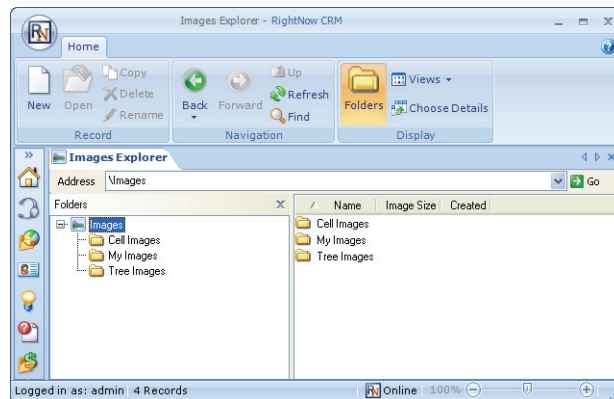 Images Explorer - RightNow CRM
RN
Home
New
Open
Copy
Delete
Rename
Record
Back
Forward
Up
Refresh
Find
Navigation
Folders
Views
Choose Details
Display
Images Explorer
Address \Images Go
Folders X
Images
Cell Images
My Images
Tree Images
Name Image Size Created
Cell Images
My Images
Tree Images
Logged in as: admin 4 Records RN Online 100%